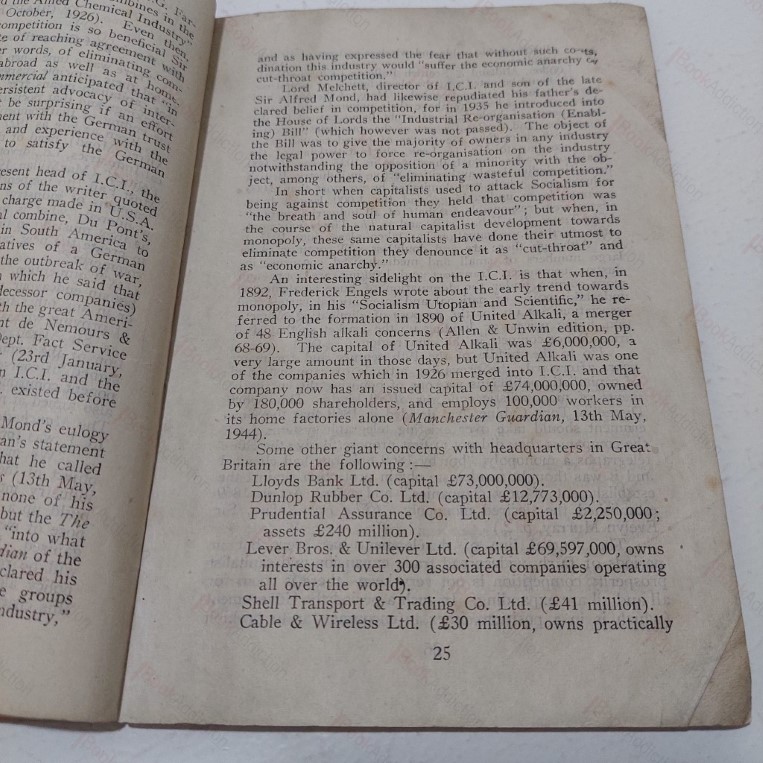 G. Far-
combines in the
the Allied Chemical Industry"
October, 1926). Even then,
competition is so beneficial Sir
of reaching agreement with
words, of eliminating com-
abroad as well as at home.
mmercial anticipated that "in
ersistent advocacy of inter-
be surprising if an effort
ment with the German trust
and experience with the
to satisfy the German
esent head of I.C.I., the
ns of the writer quoted
charge made in U.S.A.
al combine, Du Pont's,
in South America to
atives of a German
the outbreak of war,
which he said that
decessor companies)
h the great Ameri-
nt de Nemours &
Dept. Fact Service
(23rd January,
n I.C.I. and the
existed before
Mond's eulogy
an's statement
hat he called
(13th May,
none of his
but the The
"into what
dian of the
clared his
e groups
ndustry,"
and as having expressed the fear that without such co-
dination this industry would "suffer the economic anarchy of
cut-throat competition."
Lord Melchett, director of I.C.I. and son of the late
Sir Alfred Mond, had likewise repudiated his father's de-
clared belief in competition, for in 1935 he introduced into
the House of Lords the "Industrial Re-organisation (Enabl-
ing) Bill" (which however was not passed). The object of
the Bill was to give the majority of owners in any industry
the legal power to force re-organisation on the industry
notwithstanding the opposition of a minority with the ob-
ject, among others, of "eliminating wasteful competition."
In short when capitalists used to attack Socialism for
being against competition they held that competition was
"the breath and soul of human endeavour"; but when, in
the course of the natural capitalist development towards
monopoly, these same capitalists have done their utmost to
eliminate competition they denounce it as "cut-throat" and
as "economic anarchy."
An interesting sidelight on the I.C.I. is that when, in
1892, Frederick Engels wrote about the early trend towards
monopoly, in his "Socialism Utopian and Scientific," he re-
ferred to the formation in 1890 of United Alkali, a merger
of 48 English alkali concerns (Allen & Unwin edition, pp.
68-69). The capital of United Alkali was £6,000,000, a
very large amount in those days, but United Alkali was one
of the companies which in 1926 merged into I.C.I. and that
company now has an issued capital of £74,000,000, owned
by 180,000 shareholders, and employs 100,000 workers in
its home factories alone (Manchester Guardian, 13th May,
1944).
Some other giant concerns with headquarters in Great
Britain are the following :—
Lloyds Bank Ltd. (capital £73,000,000).
Dunlop Rubber Co. Ltd. (capital £12,773,000).
Prudential Assurance Co. Ltd. (capital £2,250,000;
assets £240 million).
Lever Bros. & Unilever Ltd. (capital £69,597,000, owns
interests in over 300 associated companies operating
all over the world).
Shell Transport & Trading Co. Ltd. (£41 million).
Cable & Wireless Ltd. (£30 million, owns practically
25